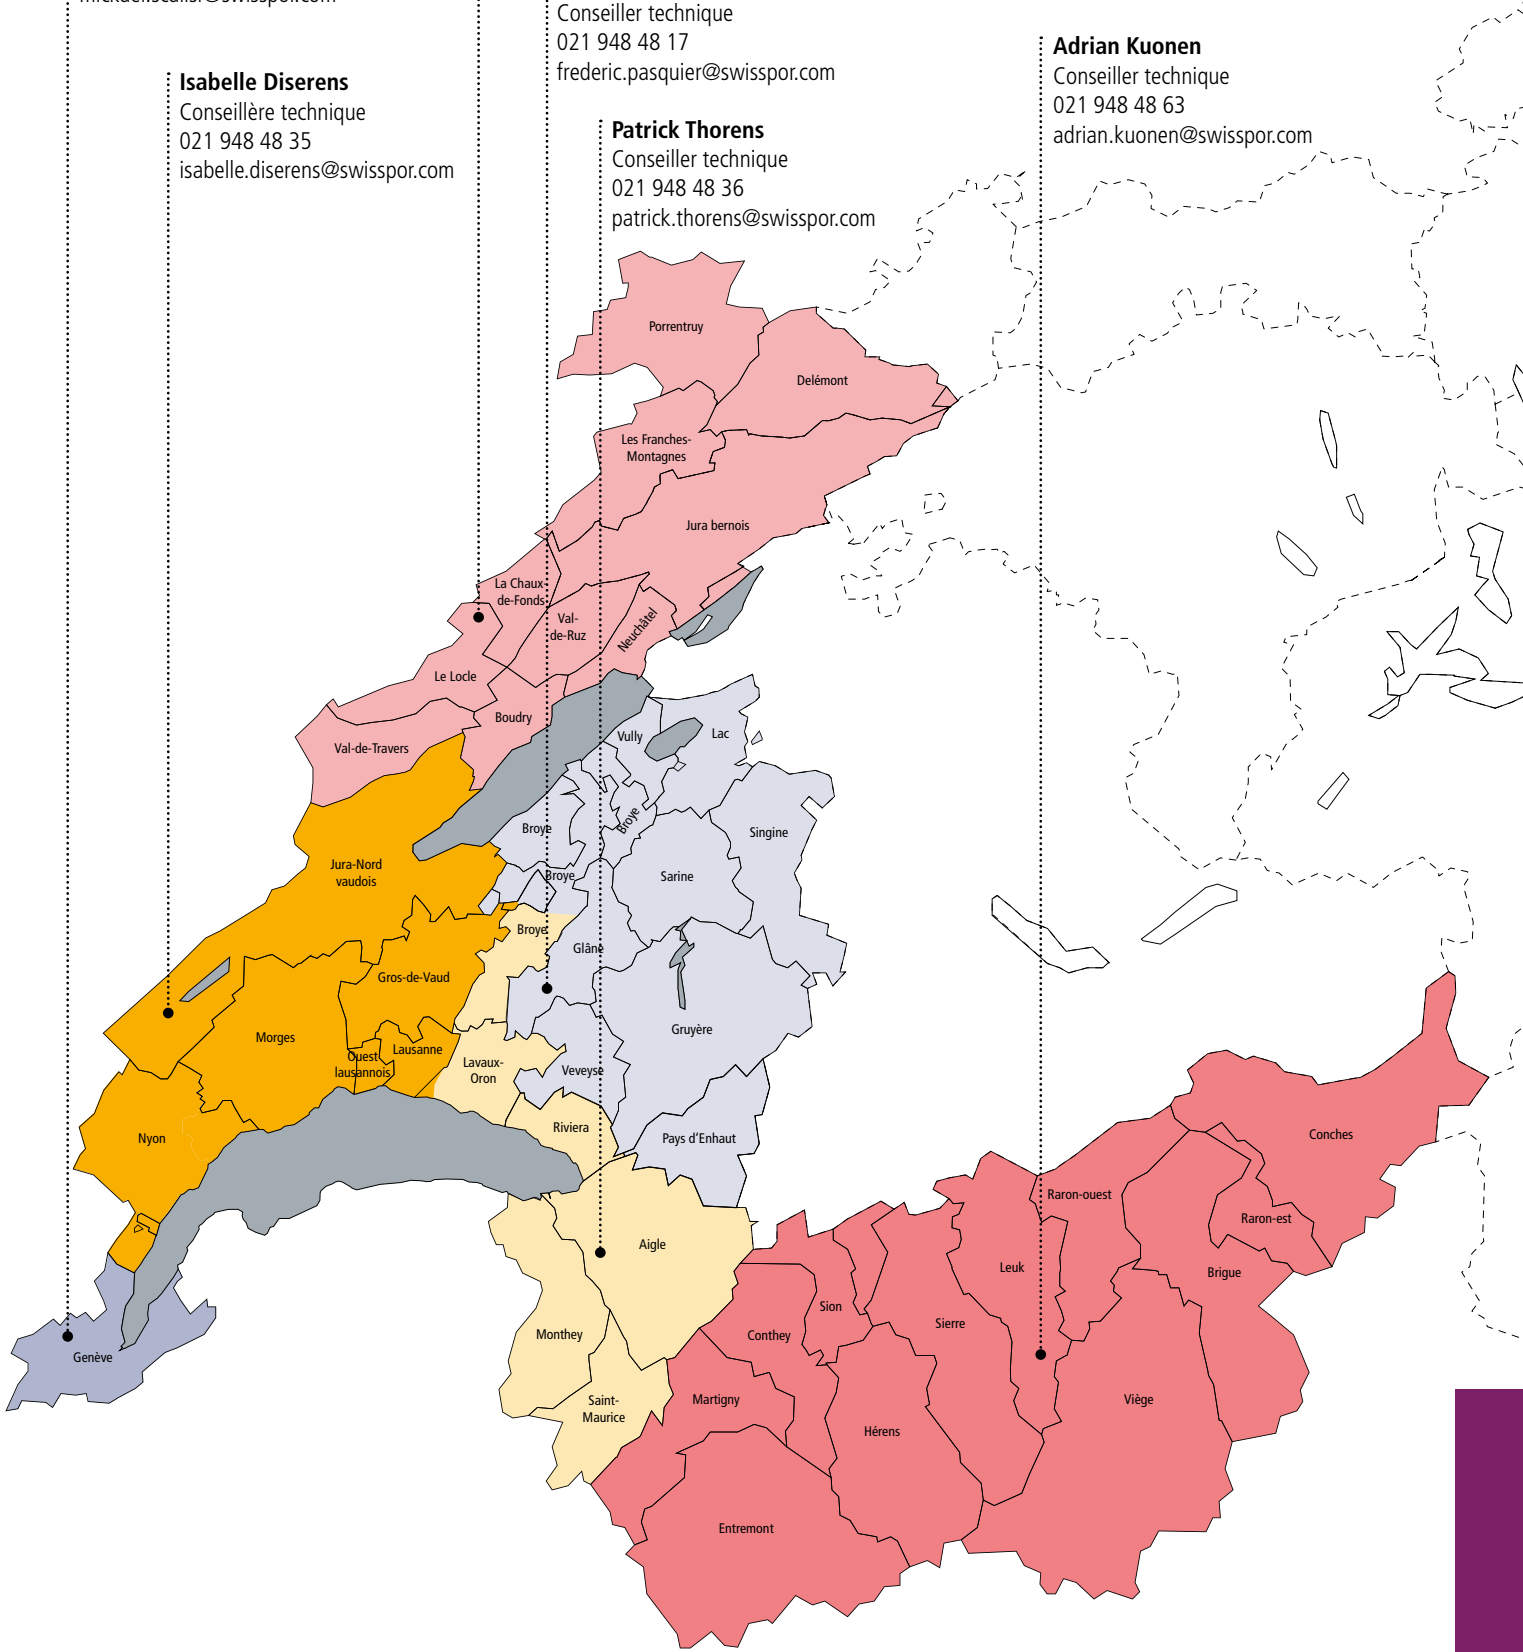 Conseiller technique
021 948 48 17
frederic.pasquier@swisspor.com
Adrian Kuonen
Conseiller technique
021 948 48 63
adrian.kuonen@swisspor.com
Isabelle Diserens
Conseillère technique
021 948 48 35
isabelle.diserens@swisspor.com
Patrick Thorens
Conseiller technique
021 948 48 36
patrick.thorens@swisspor.com
Porrentruy
Delémont
Les Franches-
Montagnes
Jura bernois
La Chaux-
de-Fonds
Val-
de-Ruz
Neuchâtel
Le Locle
Boudry
Val-de-Travers
Vully
Lac
Broye
Broye
Singine
Jura-Nord
vaudois
Broye
Sarine
Broye
Glâne
Gros-de-Vaud
Gruyère
Morges
Ouest
lausannois
Lausanne
Lavaux-
Oron
Veveyse
Nyon
Riviera
Pays d'Enhaut
Conches
Raron-ouest
Raron-est
Aigle
Leuk
Brigue
Sion
Sierre
Monthey
Conthey
Genève
Saint-
Maurice
Martigny
Viège
Hérens
Entremont